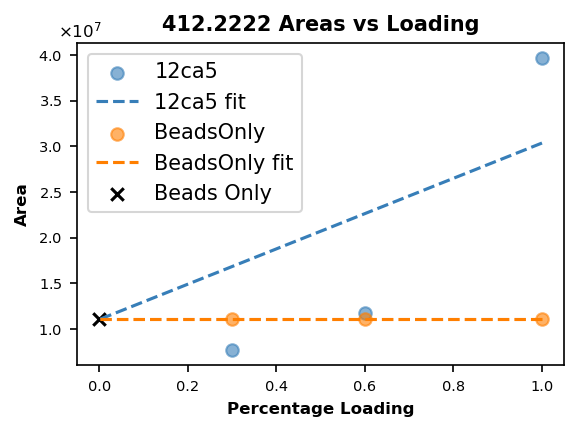 412.2222 Areas vs Loading
×10⁷
4.0
3.5
3.0
2.5
2.0
1.5
1.0
Area
12ca5
12ca5 fit
BeadsOnly
BeadsOnly fit
Beads Only
0.0 0.2 0.4 0.6 0.8 1.0
Percentage Loading